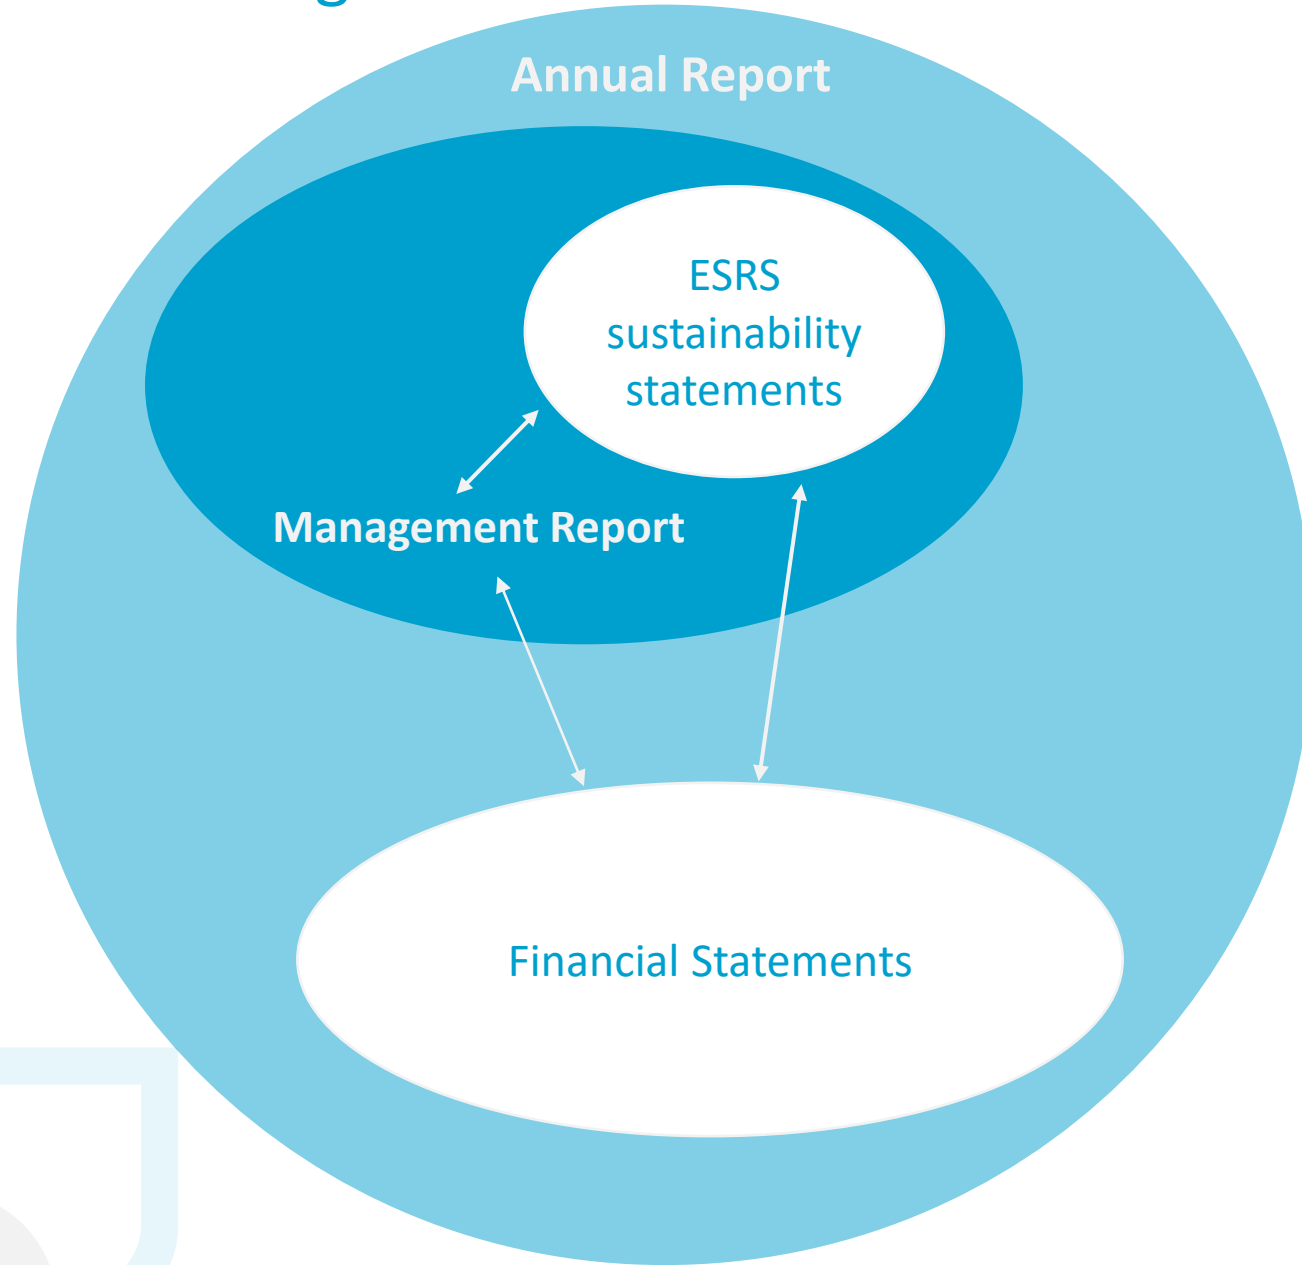 Annual Report
ESRS
sustainability
statements
Management Report
Financial Statements